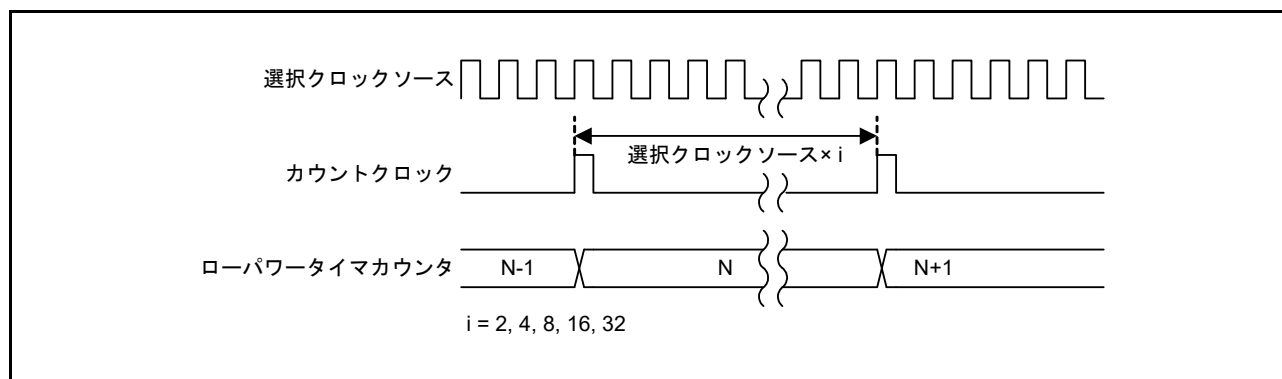 選択クロックソース
選択クロックソース× i
カウントクロック
ローパワータイマカウンタ N-1 N N+1
i = 2, 4, 8, 16, 32